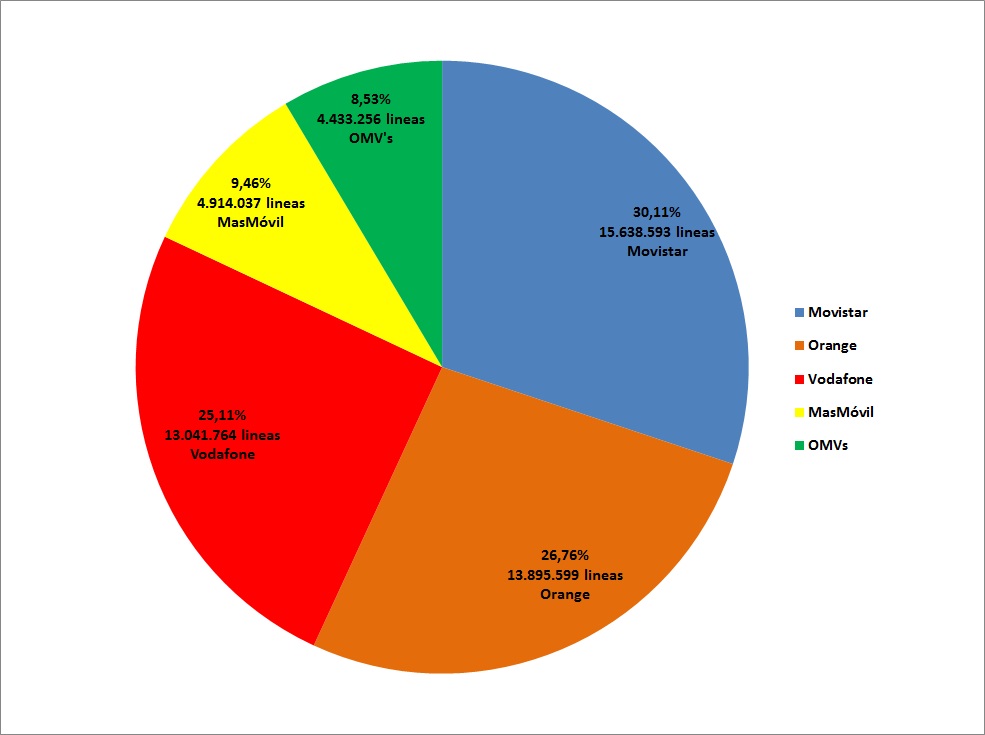 8,53%
4.433.256 lineas
OMV's
9,46%
4.914.037 lineas
MasMóvil
30,11%
15.638.593 lineas
Movistar
25,11%
13.041.764 lineas
Vodafone
26,76%
13.895.599 lineas
Orange
Movistar
Orange
Vodafone
MasMóvil
OMVs